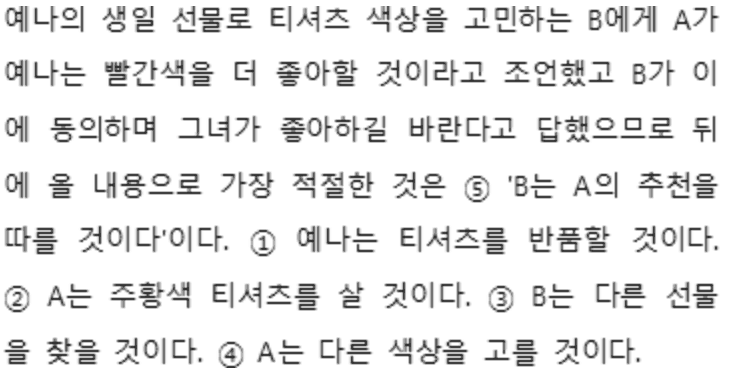 예나의 생일 선물로 티셔츠 색상을 고민하는 B에게 A가
예나는 빨간색을 더 좋아할 것이라고 조언했고 B가 이
에 동의하며 그녀가 좋아하길 바란다고 답했으므로 뒤
에 올 내용으로 가장 적절한 것은 ⑤ 'B는 A의 추천을
따를 것이다'이다. ① 예나는 티셔츠를 반품할 것이다.
② A는 주황색 티셔츠를 살 것이다. ③ B는 다른 선물
을 찾을 것이다. ④ A는 다른 색상을 고를 것이다.